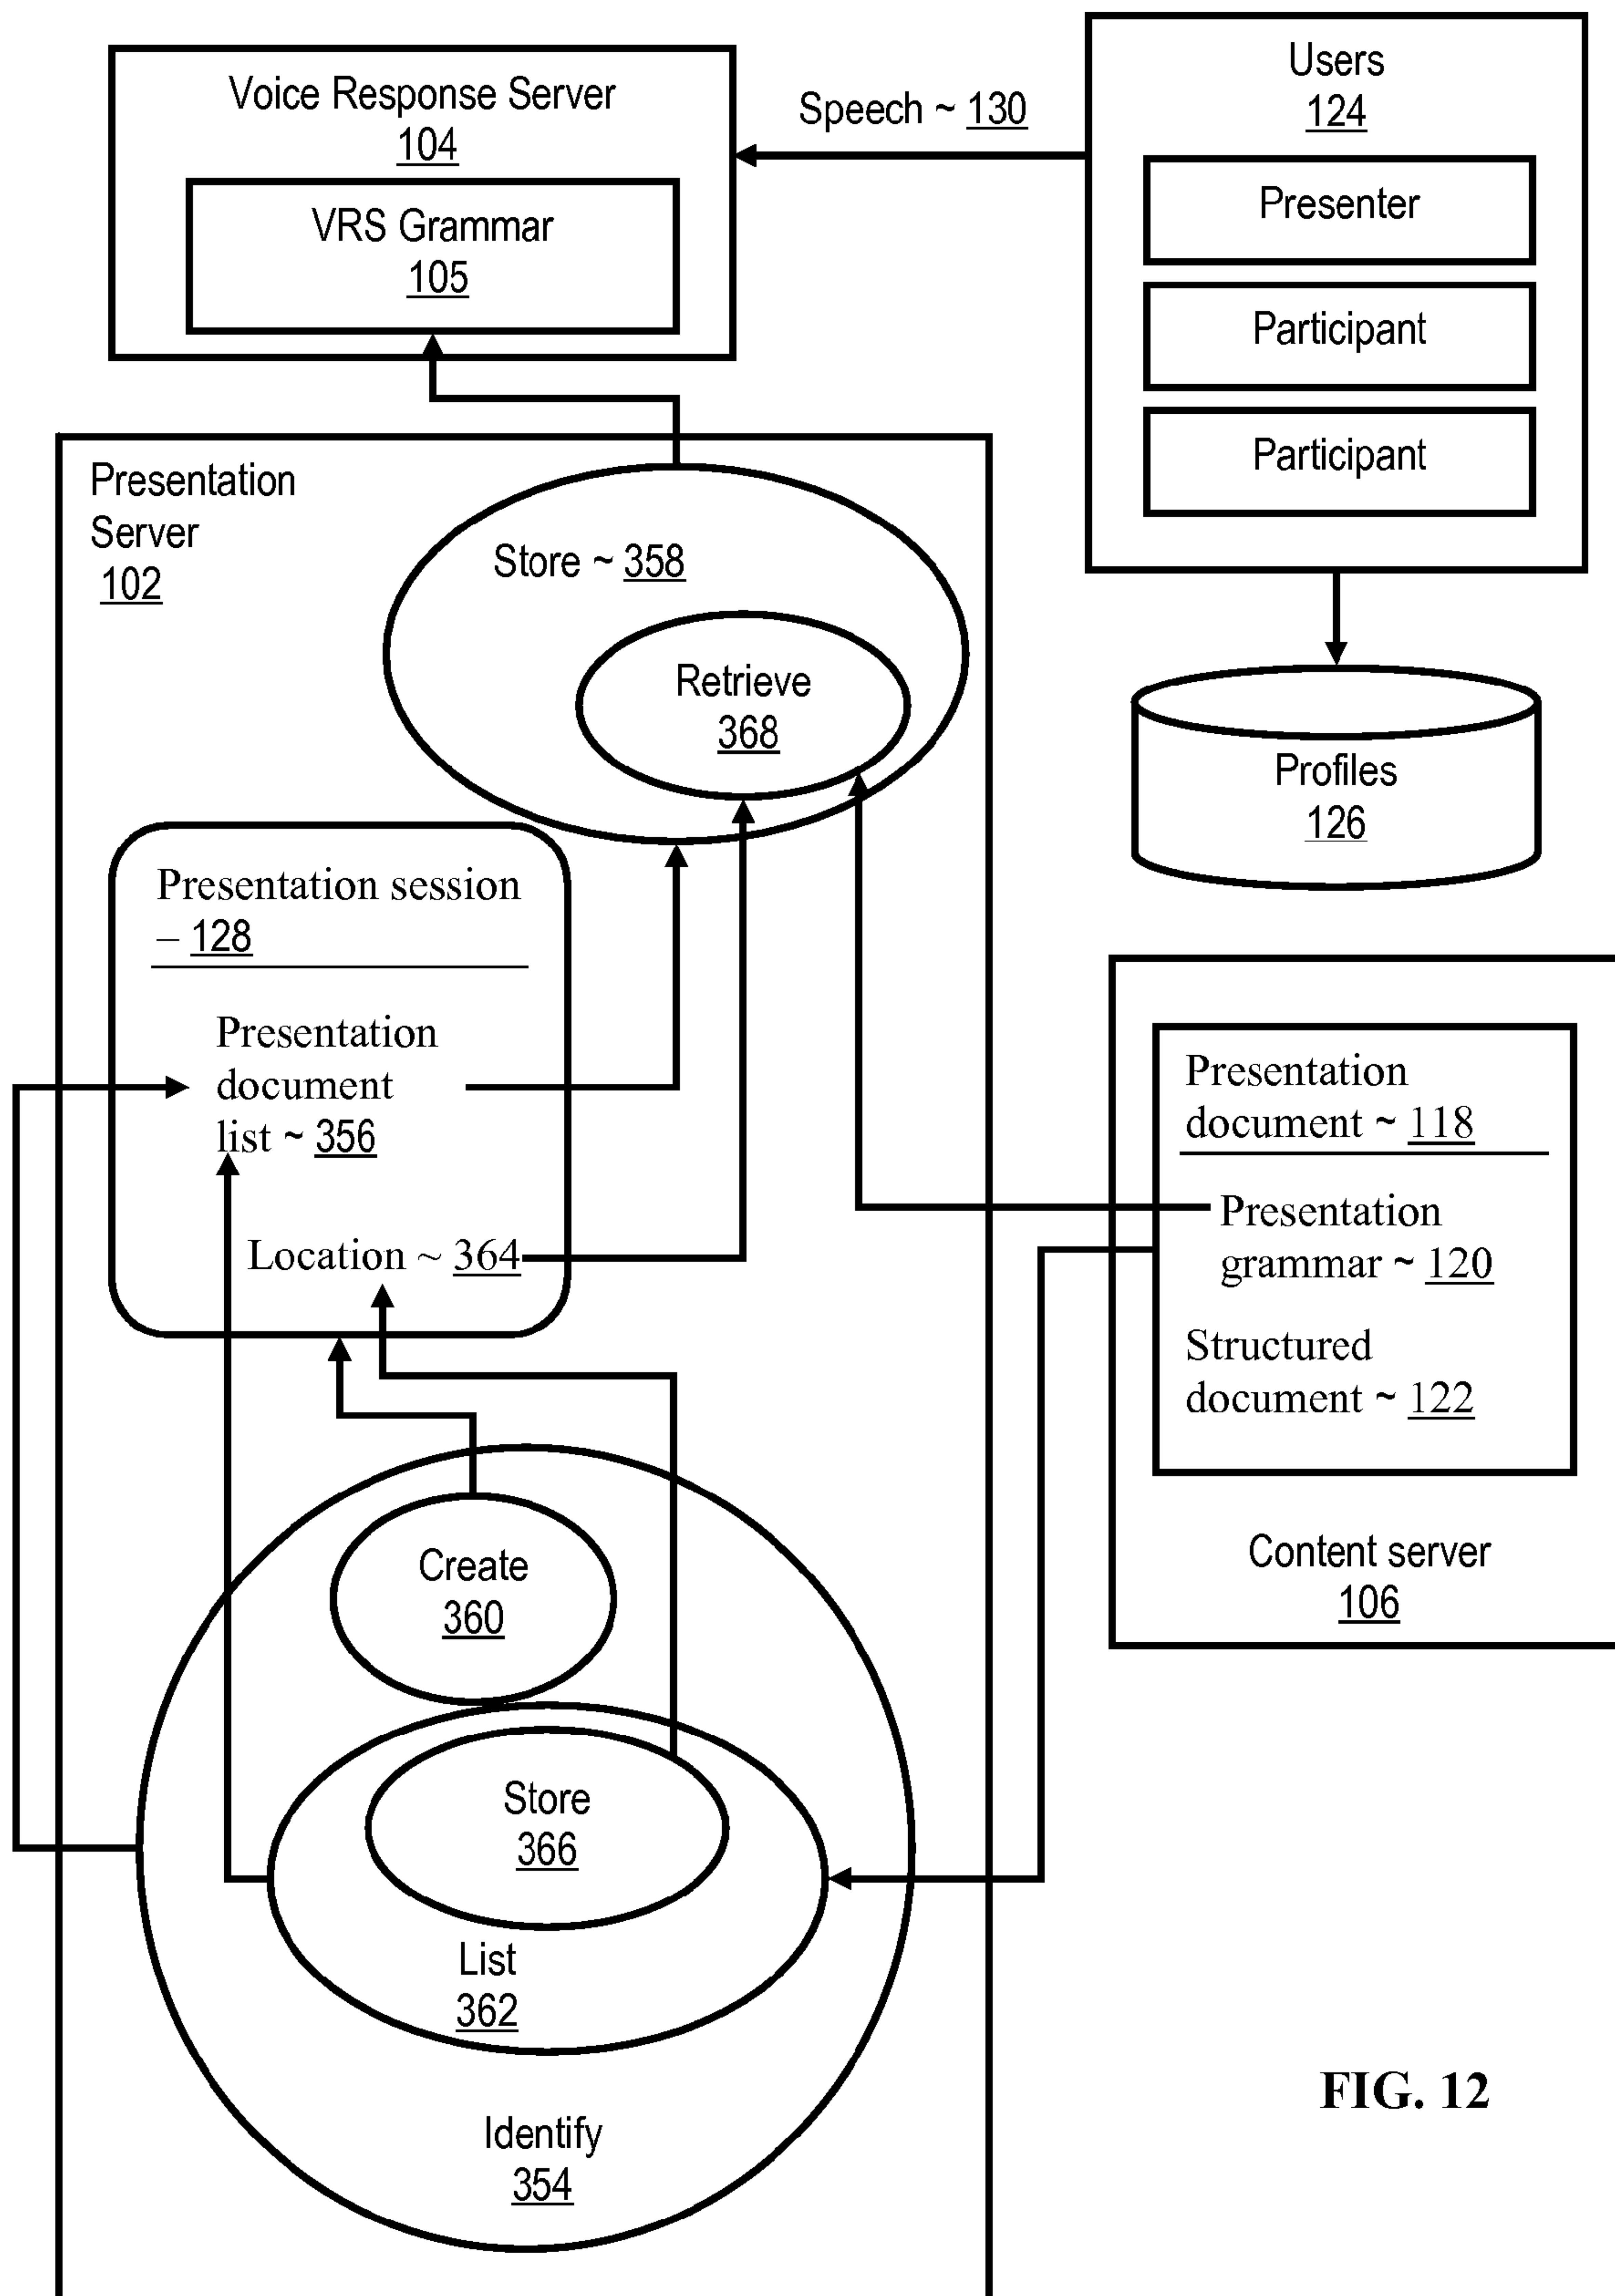 Voice Response Server
104
VRS Grammar
105
Speech ~ 130
Users
124
Presenter
Participant
Participant
Profiles
126
Presentation
Server
102
Store ~ 358
Retrieve
368
Presentation session
– 128
Presentation
document
list ~ 356
Location ~ 364
Presentation
document ~ 118
Presentation
grammar ~ 120
Structured
document ~ 122
Content server
106
Create
360
Store
366
List
362
Identify
354
FIG. 12